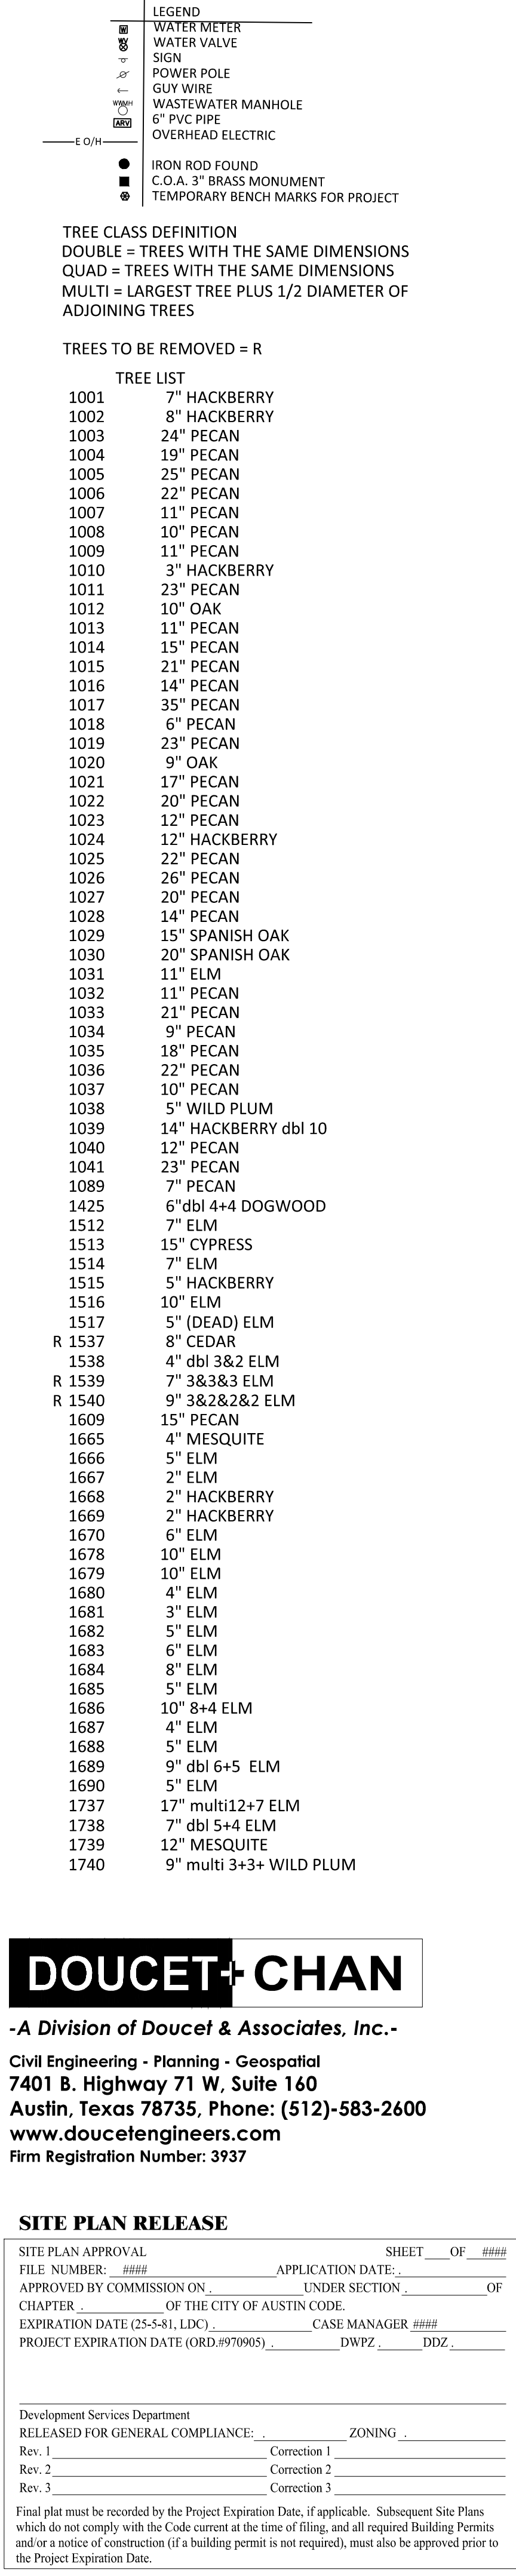 LEGEND
W WATER METER
WV WATER VALVE
SIGN
POWER POLE
GUY WIRE
WWMH WASTEWATER MANHOLE
ARV 6" PVC PIPE
E O/H OVERHEAD ELECTRIC
IRON ROD FOUND
C.O.A. 3" BRASS MONUMENT
TEMPORARY BENCH MARKS FOR PROJECT
TREE CLASS DEFINITION
DOUBLE = TREES WITH THE SAME DIMENSIONS
QUAD = TREES WITH THE SAME DIMENSIONS
MULTI = LARGEST TREE PLUS 1/2 DIAMETER OF
ADJOINING TREES
TREES TO BE REMOVED = R
TREE LIST
1001 7" HACKBERRY
1002 8" HACKBERRY
1003 24" PECAN
1004 19" PECAN
1005 25" PECAN
1006 22" PECAN
1007 11" PECAN
1008 10" PECAN
1009 11" PECAN
1010 3" HACKBERRY
1011 23" PECAN
1012 10" OAK
1013 11" PECAN
1014 15" PECAN
1015 21" PECAN
1016 14" PECAN
1017 35" PECAN
1018 6" PECAN
1019 23" PECAN
1020 9" OAK
1021 17" PECAN
1022 20" PECAN
1023 12" PECAN
1024 12" HACKBERRY
1025 22" PECAN
1026 26" PECAN
1027 20" PECAN
1028 14" PECAN
1029 15" SPANISH OAK
1030 20" SPANISH OAK
1031 11" ELM
1032 11" PECAN
1033 21" PECAN
1034 9" PECAN
1035 18" PECAN
1036 22" PECAN
1037 10" PECAN
1038 5" WILD PLUM
1039 14" HACKBERRY dbl 10
1040 12" PECAN
1041 23" PECAN
1089 7" PECAN
1425 6"dbl 4+4 DOGWOOD
1512 7" ELM
1513 15" CYPRESS
1514 7" ELM
1515 5" HACKBERRY
1516 10" ELM
1517 5" (DEAD) ELM
R 1537 8" CEDAR
1538 4" dbl 3&2 ELM
R 1539 7" 3&3&3 ELM
R 1540 9" 3&2&2&2 ELM
1609 15" PECAN
1665 4" MESQUITE
1666 5" ELM
1667 2" ELM
1668 2" HACKBERRY
1669 2" HACKBERRY
1670 6" ELM
1678 10" ELM
1679 10" ELM
1680 4" ELM
1681 3" ELM
1682 5" ELM
1683 6" ELM
1684 8" ELM
1685 5" ELM
1686 10" 8+4 ELM
1687 4" ELM
1688 5" ELM
1689 9" dbl 6+5 ELM
1690 5" ELM
1737 17" multi12+7 ELM
1738 7" dbl 5+4 ELM
1739 12" MESQUITE
1740 9" multi 3+3+ WILD PLUM
DOUCET+CHAN
-A Division of Doucet & Associates, Inc.-
Civil Engineering - Planning - Geospatial
7401 B. Highway 71 W, Suite 160
Austin, Texas 78735, Phone: (512)-583-2600
www.doucetengineers.com
Firm Registration Number: 3937
SITE PLAN RELEASE
SITE PLAN APPROVAL SHEET ____ OF ####
FILE NUMBER: #### APPLICATION DATE: .
APPROVED BY COMMISSION ON . UNDER SECTION . OF
CHAPTER . OF THE CITY OF AUSTIN CODE.
EXPIRATION DATE (25-5-81, LDC) . CASE MANAGER ####
PROJECT EXPIRATION DATE (ORD.#970905) . DWPZ . DDZ .
Development Services Department
RELEASED FOR GENERAL COMPLIANCE: . ZONING .
Rev. 1 Correction 1
Rev. 2 Correction 2
Rev. 3 Correction 3
Final plat must be recorded by the Project Expiration Date, if applicable. Subsequent Site Plans
which do not comply with the Code current at the time of filing, and all required Building Permits
and/or a notice of construction (if a building permit is not required), must also be approved prior to
the Project Expiration Date.